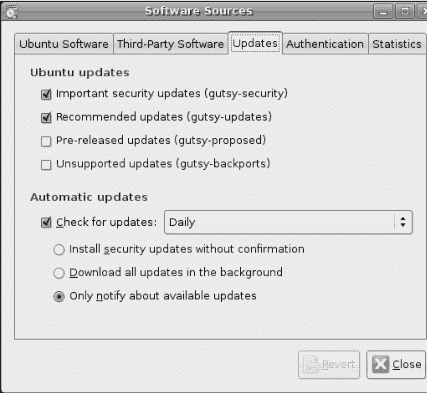 Software Sources
Ubuntu Software Third-Party Software Updates Authentication Statistics
Ubuntu updates
Important security updates (gutsy-security)
Recommended updates (gutsy-updates)
Pre-released updates (gutsy-proposed)
Unsupported updates (gutsy-backports)
Automatic updates
Check for updates: Daily
Install security updates without confirmation
Download all updates in the background
Only notify about available updates
Revert Close